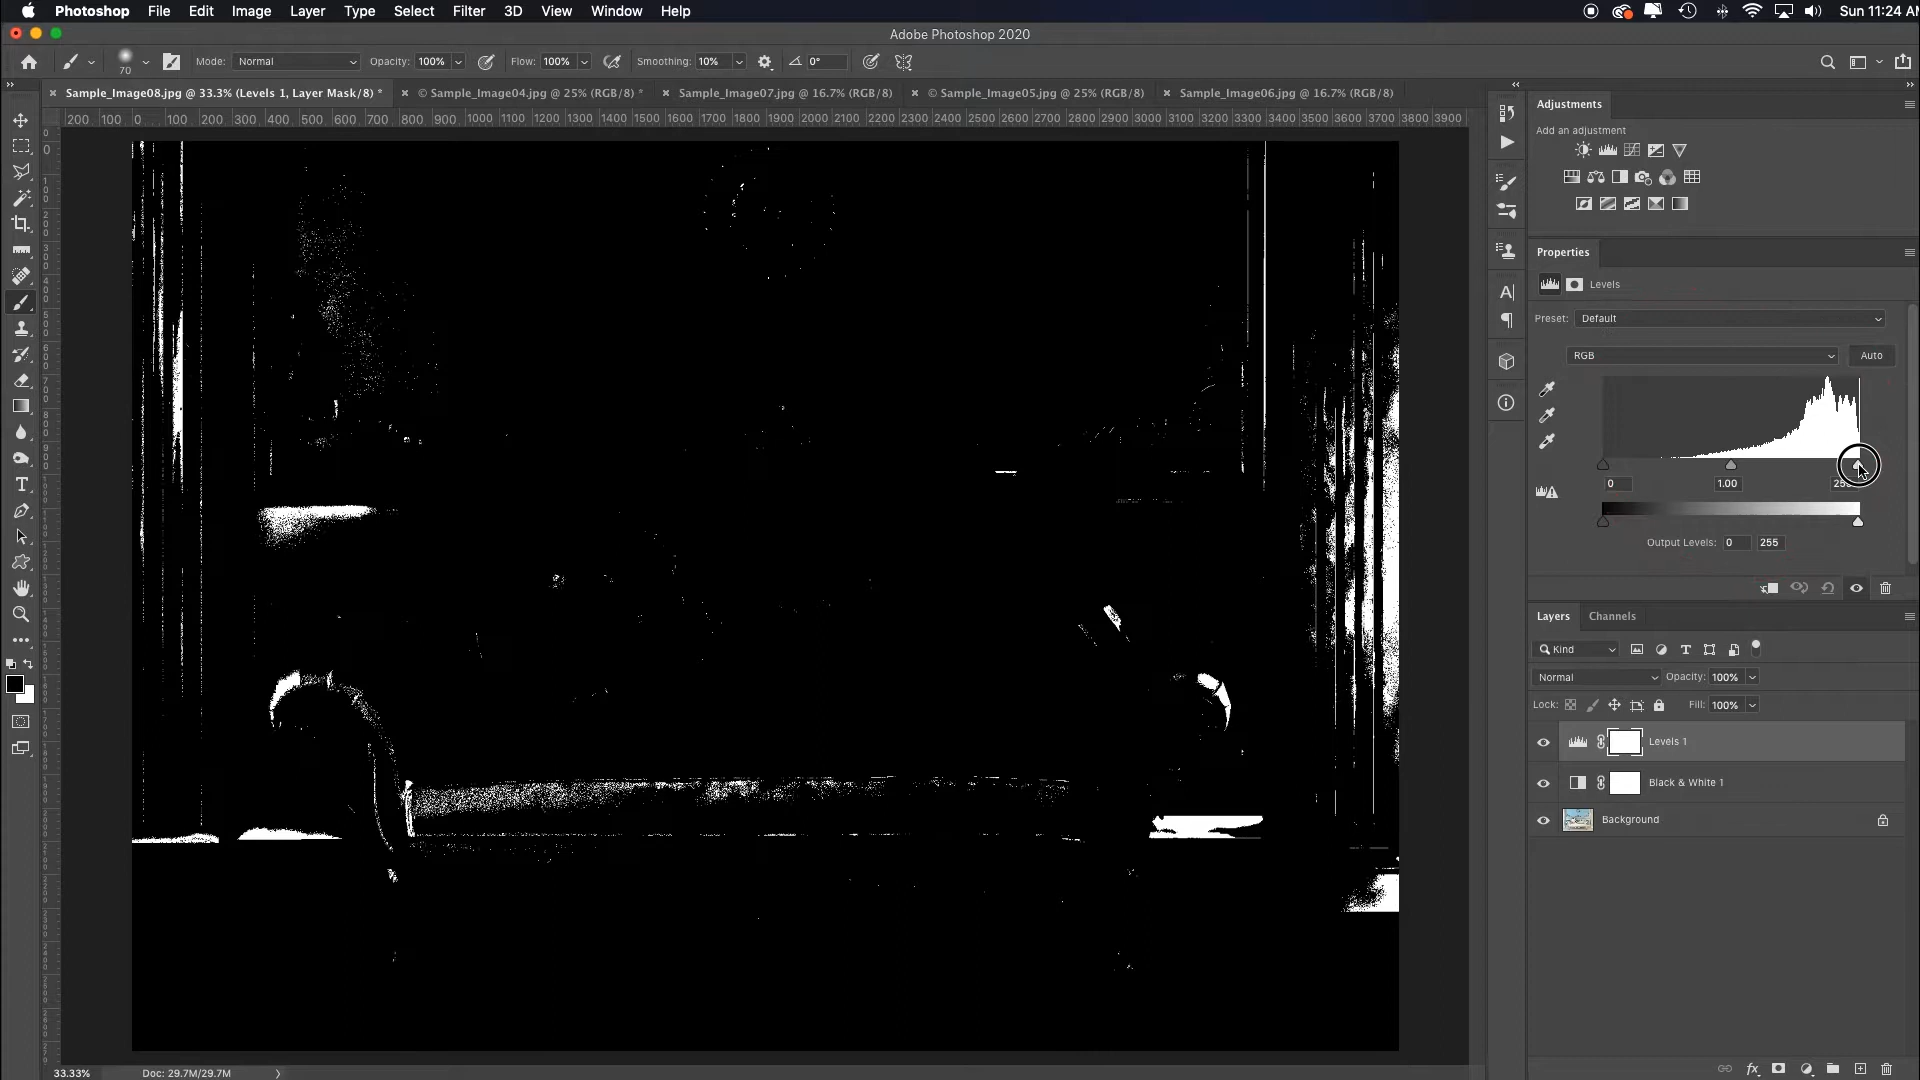 Photoshop File Edit Image Layer Type Select Filter 3D View Window Help Sun 11:24 AM
Adobe Photoshop 2020
70 Mode: Normal Opacity: 100% Flow: 100% Smoothing: 10% 0°
Sample_Image08.jpg @ 33.3% (Levels 1, Layer Mask/8) * © Sample_Image04.jpg @ 25% (RGB/8) * Sample_Image07.jpg @ 16.7% (RGB/8) © Sample_Image05.jpg @ 25% (RGB/8) Sample_Image06.jpg @ 16.7% (RGB/8)
200 100 0 100 200 300 400 500 600 700 800 900 1000 1100 1200 1300 1400 1500 1600 1700 1800 1900 2000 2100 2200 2300 2400 2500 2600 2700 2800 2900 3000 3100 3200 3300 3400 3500 3600 3700 3800 3900
Adjustments
Add an adjustment
Properties
Levels
Preset: Default
RGB Auto
0 1.00
Output Levels: 0 255
Layers Channels
Kind
Normal Opacity: 100%
Lock: Fill: 100%
Levels 1
Black & White 1
Background
33.33% Doc: 29.7M/29.7M